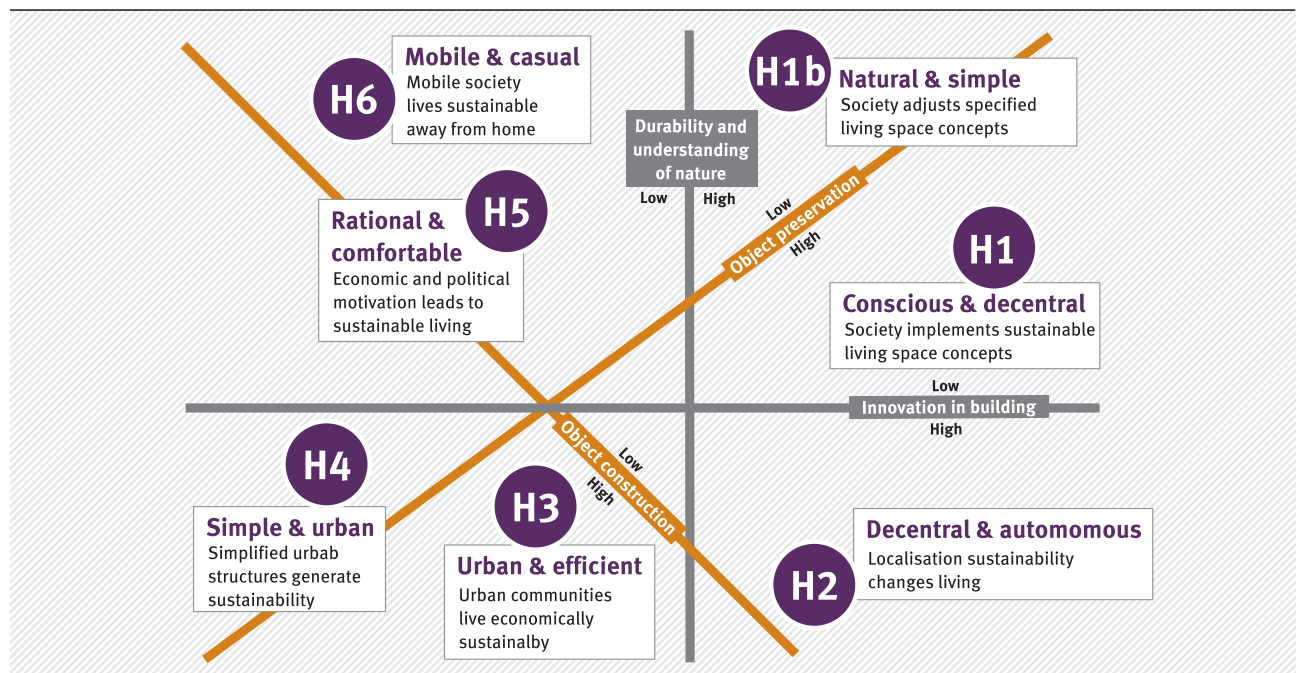 H6
Mobile & casual
Mobile society
lives sustainable
away from home
H1b
Natural & simple
Society adjusts specified
living space concepts
Durability and
understanding
of nature
Low
High
Low
Object preservation
High
H5
Rational &
comfortable
Economic and political
motivation leads to
sustainable living
H1
Conscious & decentral
Society implements sustainable
living space concepts
Low
Innovation in building
High
H4
Simple & urban
Simplified urbab
structures generate
sustainability
Low
Object construction
High
H3
Urban & efficient
Urban communities
live economically
sustainalby
H2
Decentral & automomous
Localisation sustainability
changes living